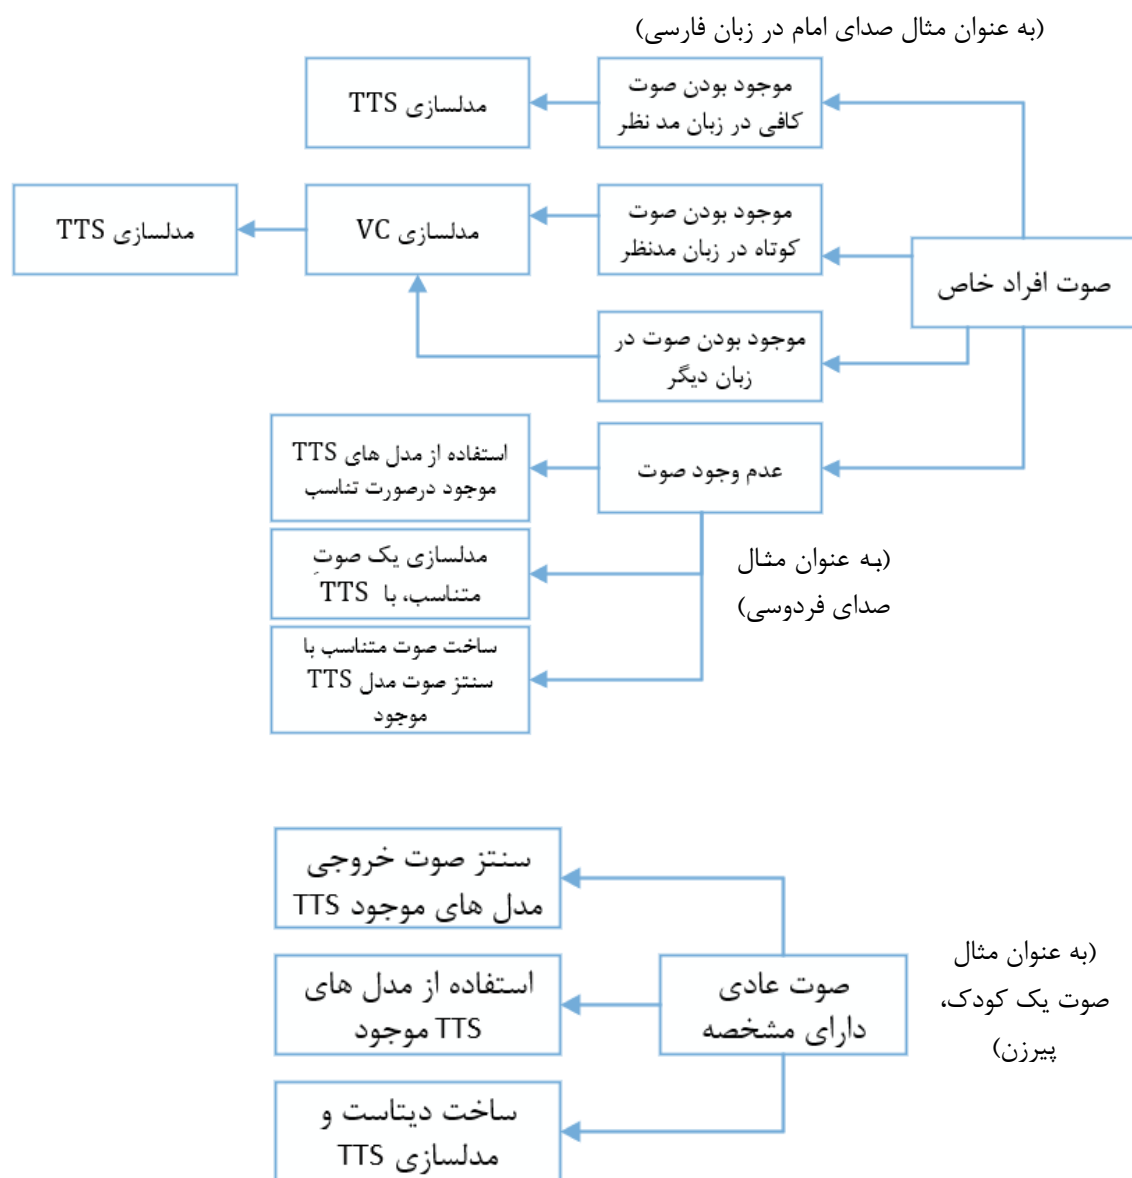 (به عنوان مثال صدای امام در زبان فارسی)
موجود بودن صوت
کافی در زبان مد نظر
مدلسازی TTS
صوت افراد خاص
موجود بودن صوت
کوتاه در زبان مدنظر
مدلسازی VC
مدلسازی TTS
موجود بودن صوت در
زبان دیگر
عدم وجود صوت
استفاده از مدل های TTS
موجود درصورت تناسب
(به عنوان مثال
صدای فردوسی)
مدلسازی یک صوتِ
متناسب، با TTS
ساخت صوت متناسب با
سنتز صوت مدل TTS
موجود
(به عنوان مثال
صوت یک کودک،
پیرزن)
صوت عادی
دارای مشخصه
سنتز صوت خروجی
مدل های موجود TTS
استفاده از مدل های
TTS موجود
ساخت دیتاست و
مدلسازی TTS